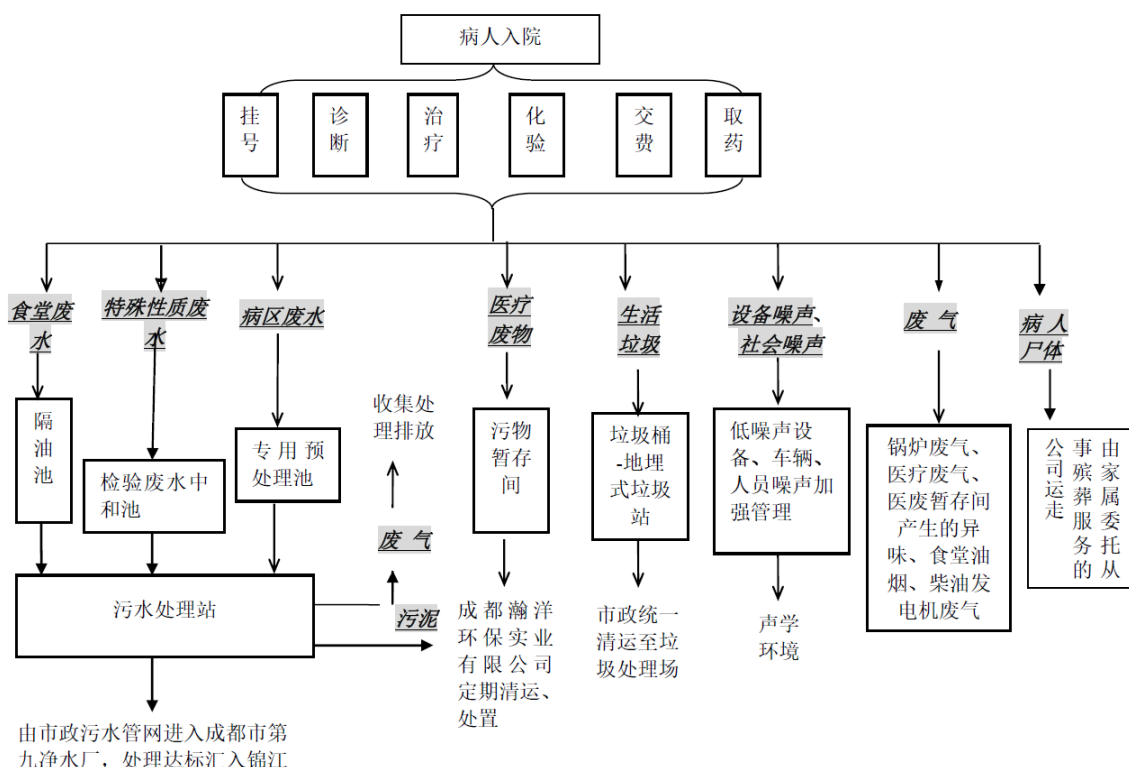 病人入院
挂
号
诊
断
治
疗
化
验
交
费
取
药
食堂废
水
特殊性质废
水
病区废水
医疗
废物
生活
垃圾
设备噪声、
社会噪声
废 气
病人
尸体
隔
油
池
检验废水中
和池
专用预
处理池
收集处
理排放
废 气
污泥
污水处理站
由市政污水管网进入成都市第
九净水厂，处理达标汇入锦江
污物
暂存
间
成都瀚洋
环保实业
有限公司
定期清运、
处置
垃圾桶
-地埋
式垃圾
站
市政统一
清运至垃
圾处理场
低噪声设
备、车辆、
人员噪声加
强管理
声学
环境
锅炉废气、
医疗废气、
医废暂存间
产生的异
味、食堂油
烟、柴油发
电机废气
由家属委托从
事殡葬服务的
公司运走